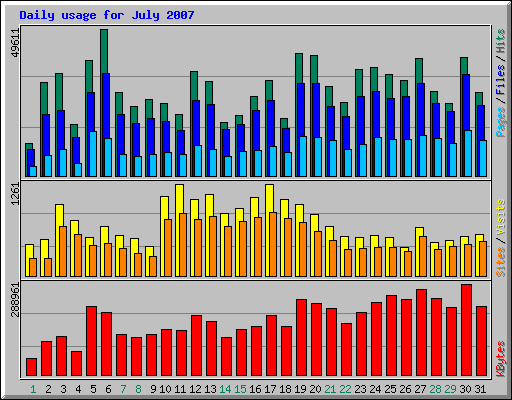 Daily usage for July 2007
49611
Pages / Files / Hits
1261
Sites / Visits
288961
KBytes
1 2 3 4 5 6 7 8 9 10 11 12 13 14 15 16 17 18 19 20 21 22 23 24 25 26 27 28 29 30 31